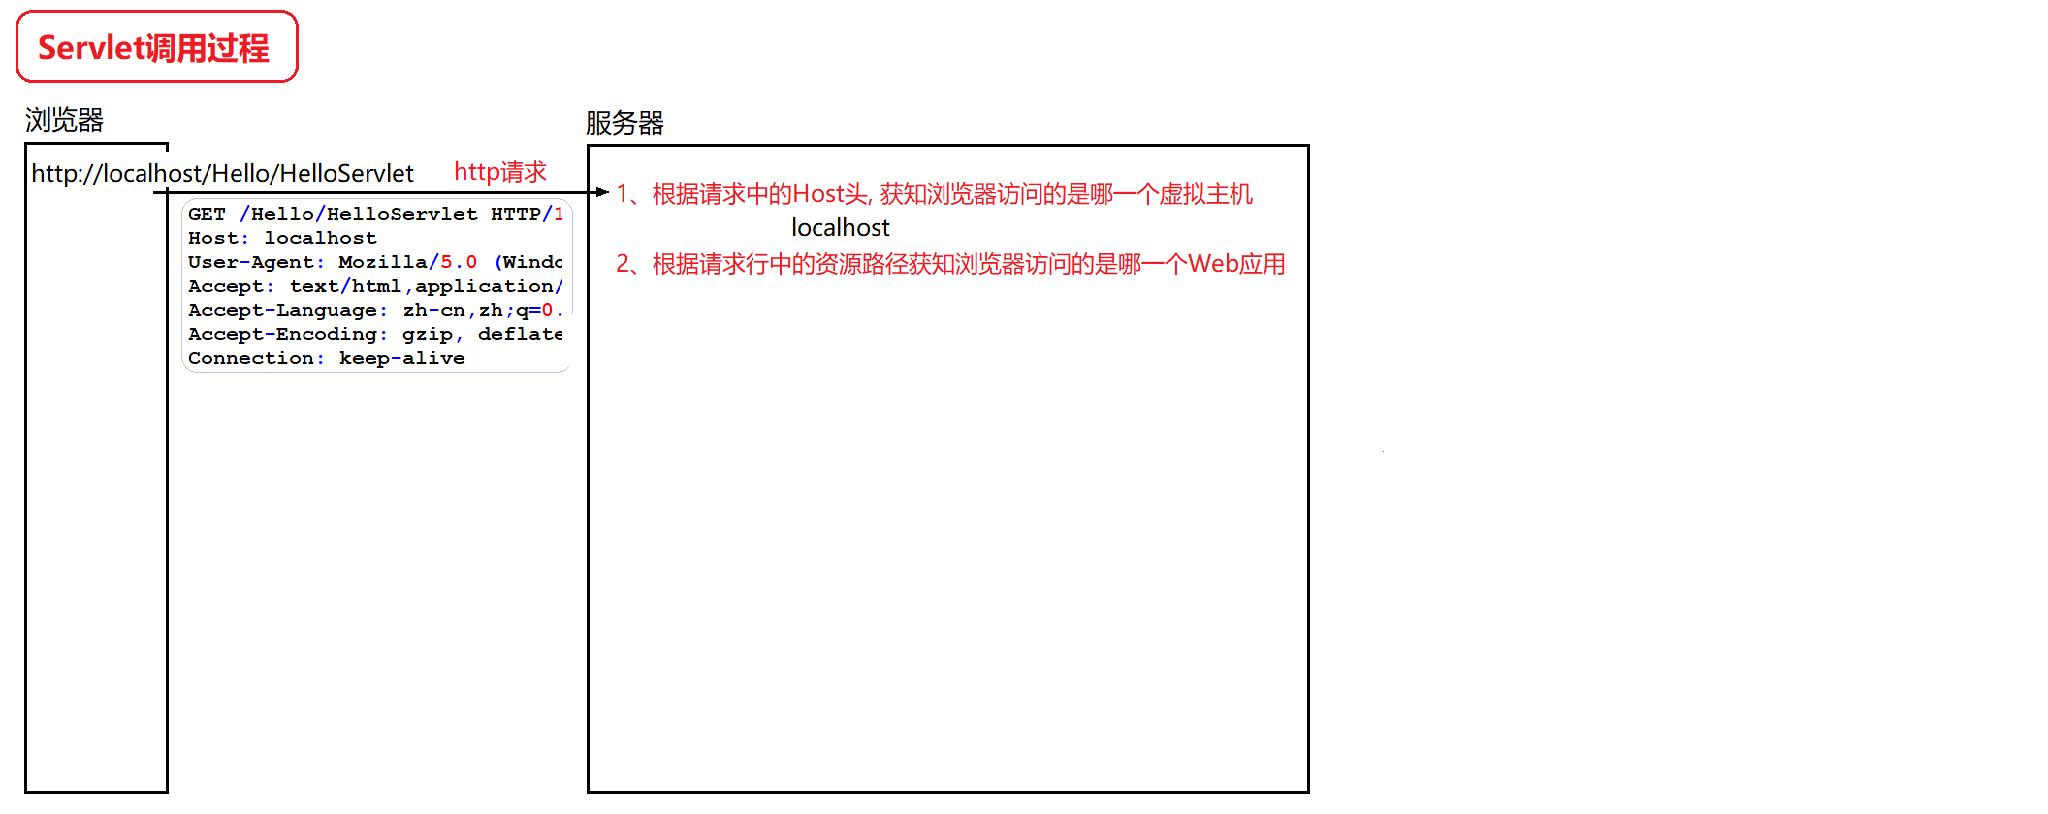 Servlet调用过程
浏览器
服务器
http://localhost/Hello/HelloServlet
http请求
GET /Hello/HelloServlet HTTP/1
Host: localhost
User-Agent: Mozilla/5.0 (Windo
Accept: text/html,application/
Accept-Language: zh-cn,zh;q=0.
Accept-Encoding: gzip, deflate
Connection: keep-alive
1、根据请求中的Host头, 获知浏览器访问的是哪一个虚拟主机
localhost
2、根据请求行中的资源路径获知浏览器访问的是哪一个Web应用